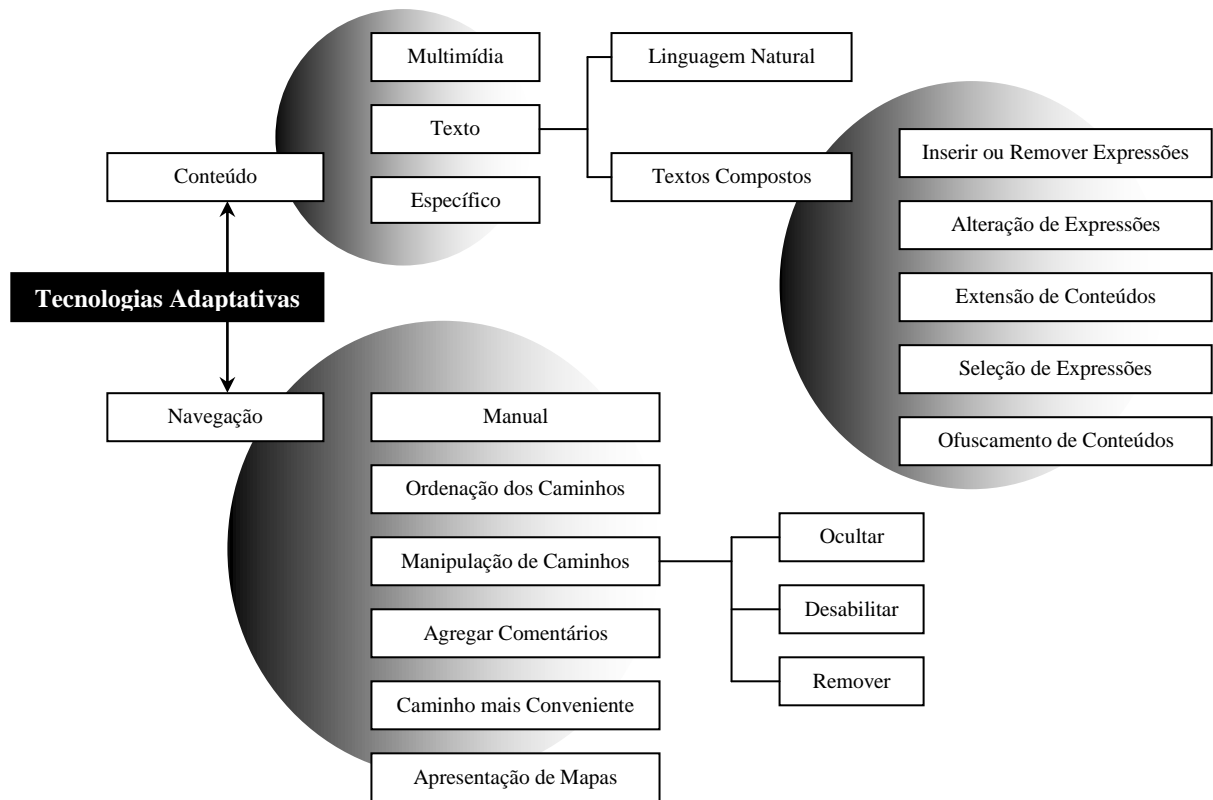 Multimídia
Linguagem Natural
Texto
Inserir ou Remover Expressões
Conteúdo
Textos Compostos
Específico
Alteração de Expressões
Tecnologias Adaptativas
Extensão de Conteúdos
Seleção de Expressões
Navegação
Manual
Ofuscamento de Conteúdos
Ordenação dos Caminhos
Ocultar
Manipulação de Caminhos
Desabilitar
Agregar Comentários
Remover
Caminho mais Conveniente
Apresentação de Mapas